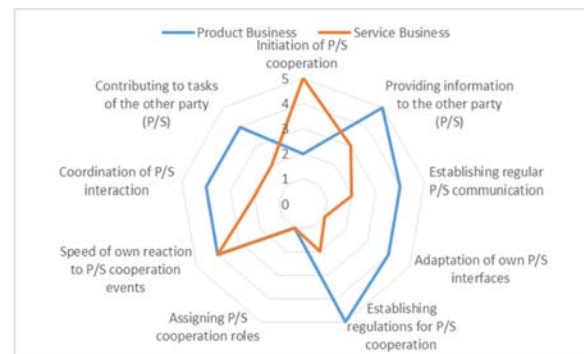 Product Business
Service Business
Initiation of P/S
cooperation
Providing information
to the other party
(P/S)
Establishing regular
P/S communication
Adaptation of own P/S
interfaces
Establishing
regulations for P/S
cooperation
Assigning P/S
cooperation roles
Speed of own reaction
to P/S cooperation
events
Coordination of P/S
interaction
Contributing to tasks
of the other party
(P/S)
5
4
3
2
1
0